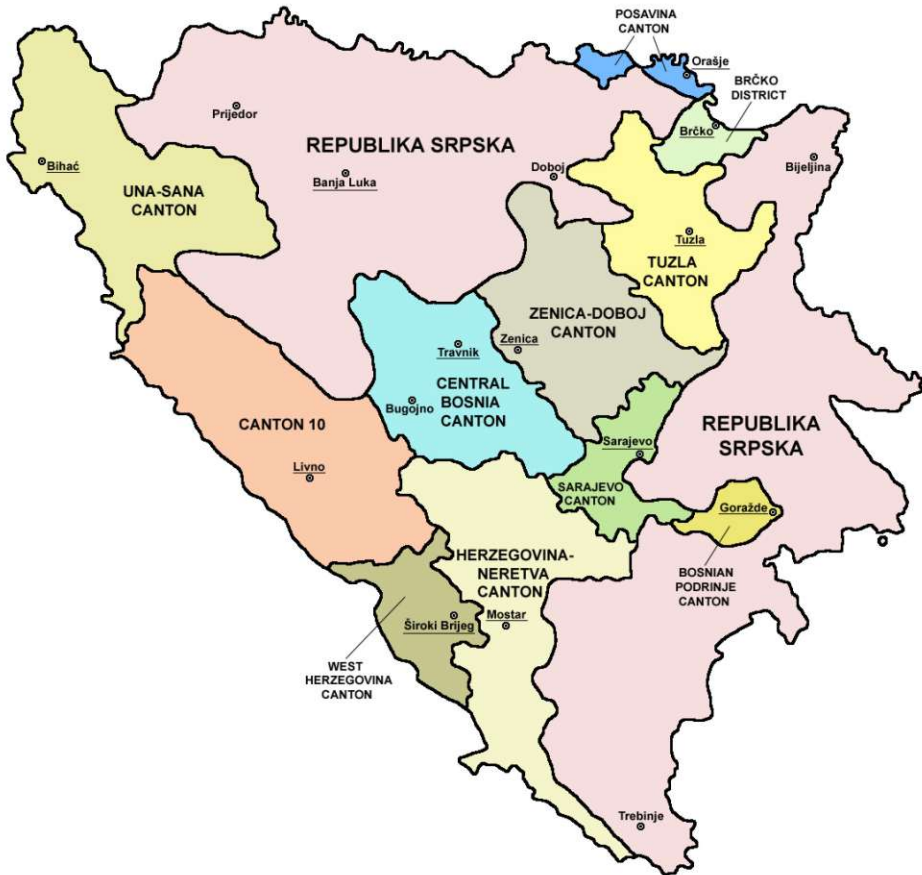 POSAVINA
CANTON
Orašje
BRČKO
DISTRICT
Prijedor
Brčko
REPUBLIKA SRPSKA
Bihać
Banja Luka
Doboj
Bijeljina
UNA-SANA
CANTON
Tuzla
TUZLA
CANTON
ZENICA-DOBOJ
CANTON
Zenica
Travnik
CENTRAL
BOSNIA
CANTON
Bugojno
CANTON 10
REPUBLIKA
SRPSKA
Sarajevo
Livno
SARAJEVO
CANTON
Goražde
HERZEGOVINA-
NERETVA
CANTON
BOSNIAN
PODRINJE
CANTON
Široki Brijeg
Mostar
WEST
HERZEGOVINA
CANTON
Trebinje